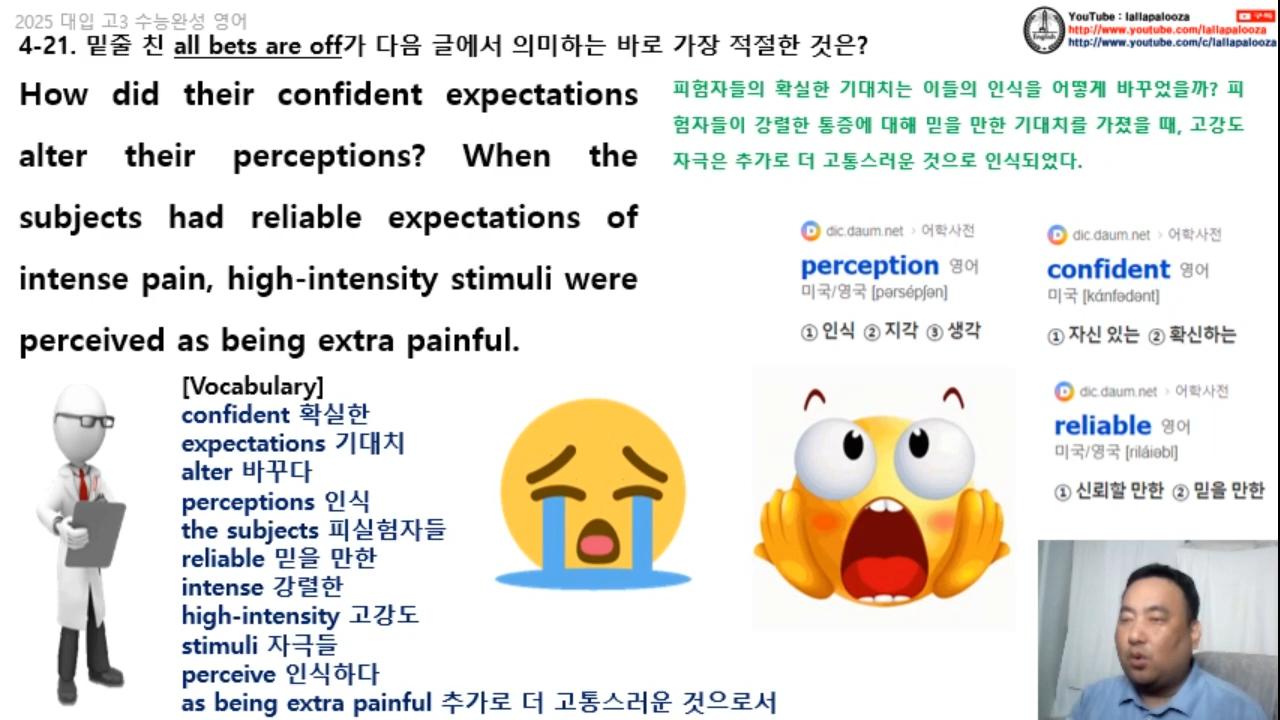 2025 대입 고3 수능완성 영어
4-21. 밑줄 친 all bets are off가 다음 글에서 의미하는 바로 가장 적절한 것은?
YouTube : lallapalooza
http://www.youtube.com/lallapalooza
http://www.youtube.com/c/lallapalooza
구독
English
How did their confident expectations
alter their perceptions? When the
subjects had reliable expectations of
intense pain, high-intensity stimuli were
perceived as being extra painful.
피험자들의 확실한 기대치는 이들의 인식을 어떻게 바꾸었을까? 피
험자들이 강렬한 통증에 대해 믿을 만한 기대치를 가졌을 때, 고강도
자극은 추가로 더 고통스러운 것으로 인식되었다.
dic.daum.net › 어학사전
perception 영어
미국/영국 [pərsépʃən]
① 인식 ② 지각 ③ 생각
dic.daum.net › 어학사전
confident 영어
미국 [kάnfədənt]
① 자신 있는 ② 확신하는
dic.daum.net › 어학사전
reliable 영어
미국/영국 [riláiəbl]
① 신뢰할 만한 ② 믿을 만한
[Vocabulary]
confident 확실한
expectations 기대치
alter 바꾸다
perceptions 인식
the subjects 피실험자들
reliable 믿을 만한
intense 강렬한
high-intensity 고강도
stimuli 자극들
perceive 인식하다
as being extra painful 추가로 더 고통스러운 것으로서